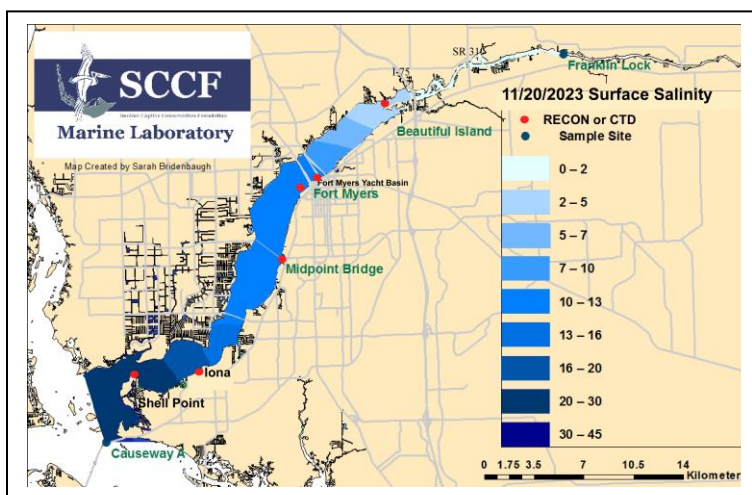 SCCF
Sanibel-Captiva Conservation Foundation
Marine Laboratory
Map Created by Sarah Bridenbaugh
I-75
SR 31
Franklin Lock
11/20/2023 Surface Salinity
RECON or CTD
Sample Site
Beautiful Island
0 – 2
2 – 5
Fort Myers Yacht Basin
Fort Myers
5 – 7
7 – 10
Midpoint Bridge
10 – 13
13 – 16
16 – 20
Iona
20 – 30
Shell Point
30 – 45
Causeway A
0 1.75 3.5 7 10.5 14
Kilometer